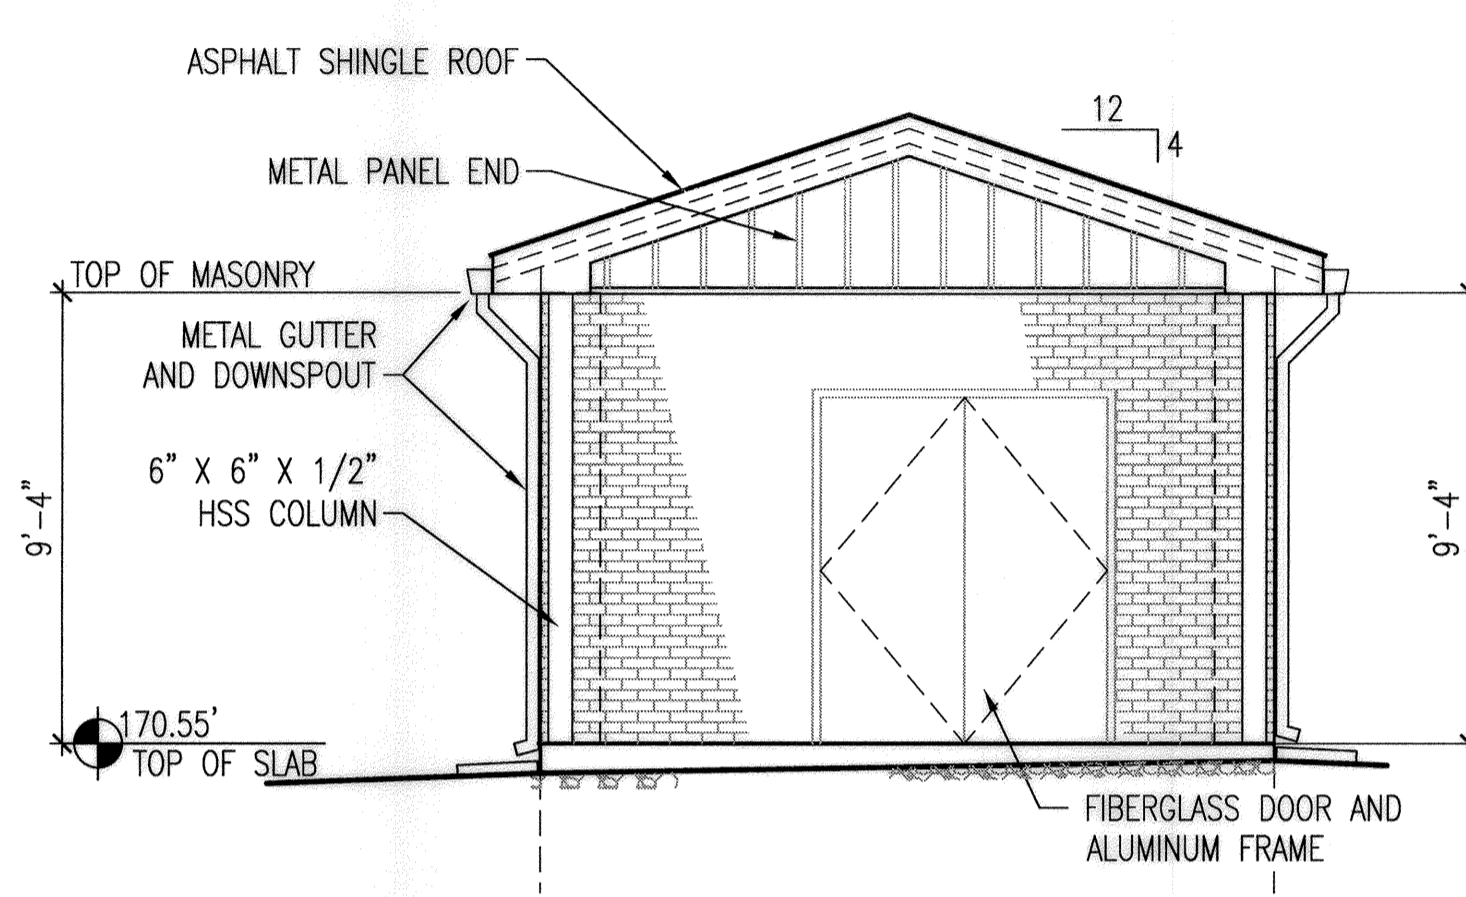 ASPHALT SHINGLE ROOF
12
4
METAL PANEL END
TOP OF MASONRY
METAL GUTTER
AND DOWNSPOUT
6" X 6" X 1/2"
HSS COLUMN
9'-4"
9'-4"
170.55'
TOP OF SLAB
FIBERGLASS DOOR AND
ALUMINUM FRAME